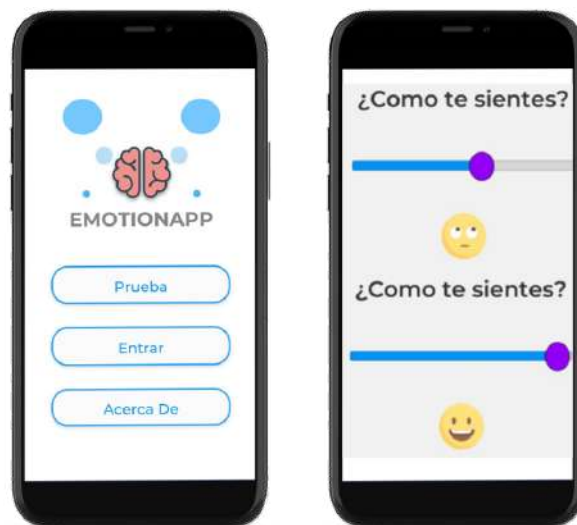 EMOTIONAPP
Prueba
Entrar
Acerca De
¿Como te sientes?
¿Como te sientes?